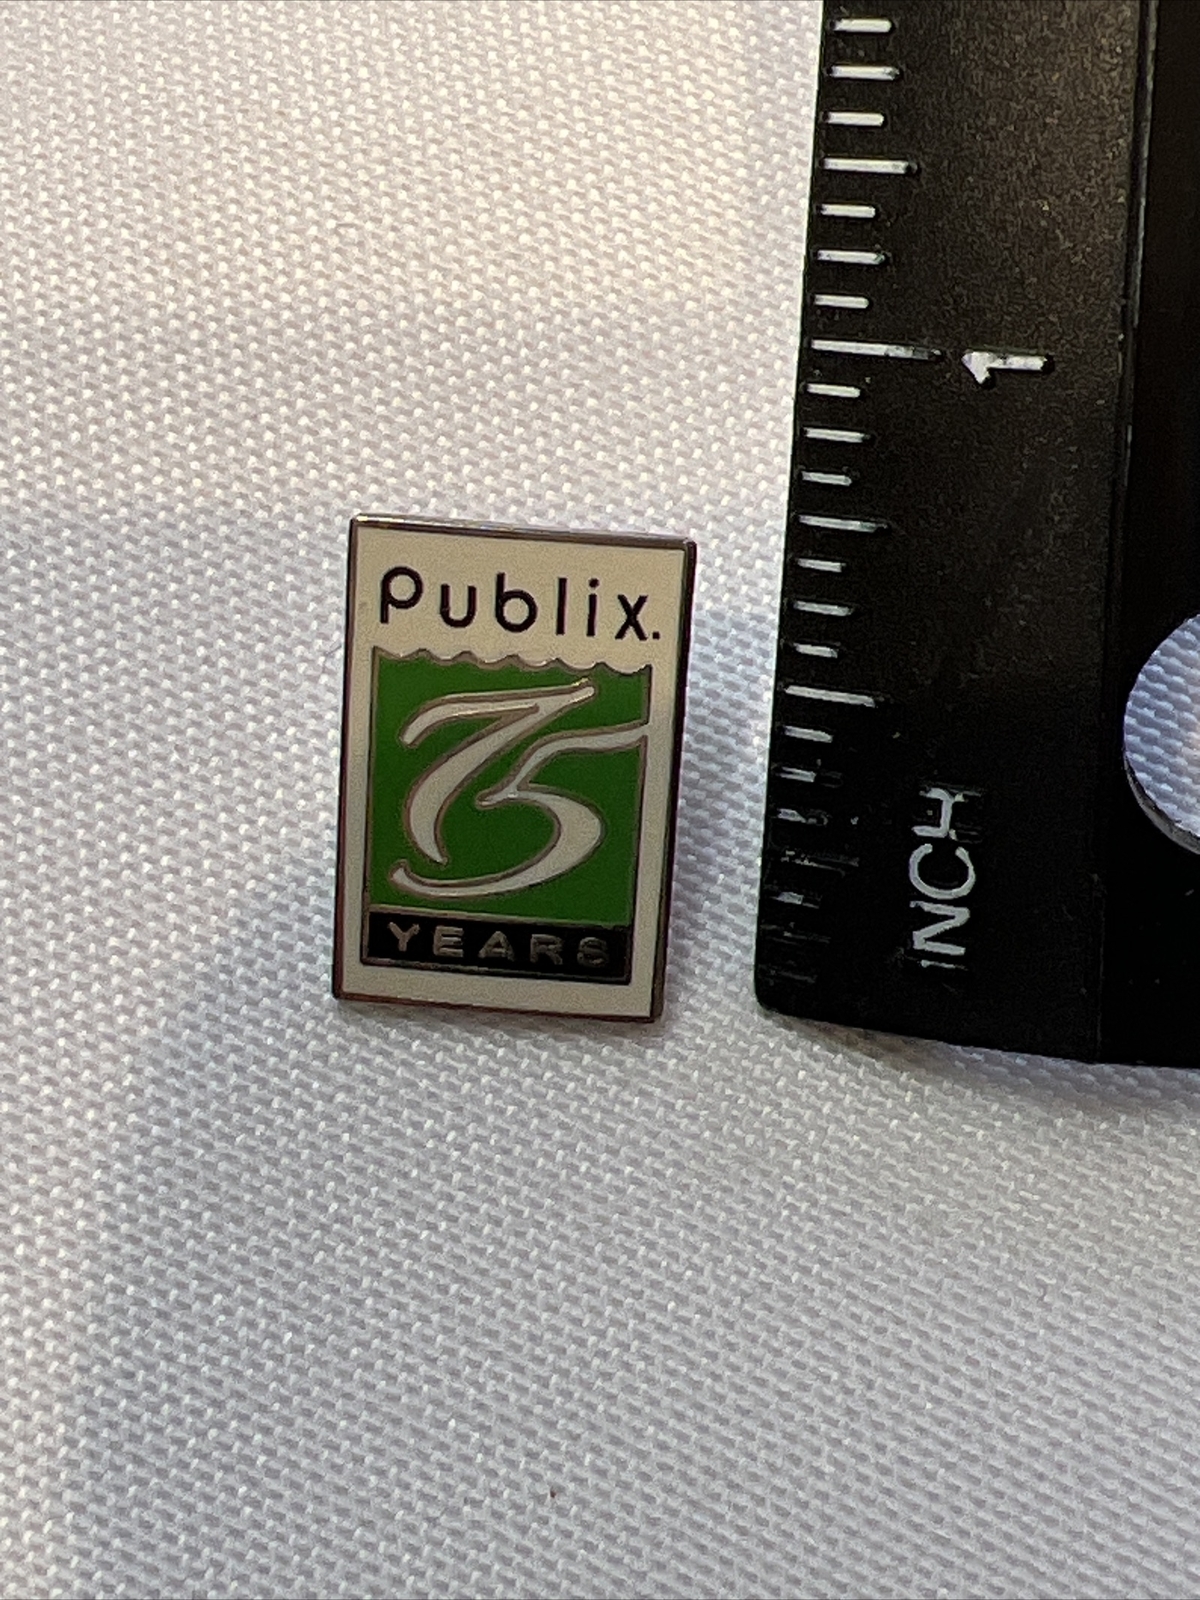 Publix.
75
YEARS
1
INCH